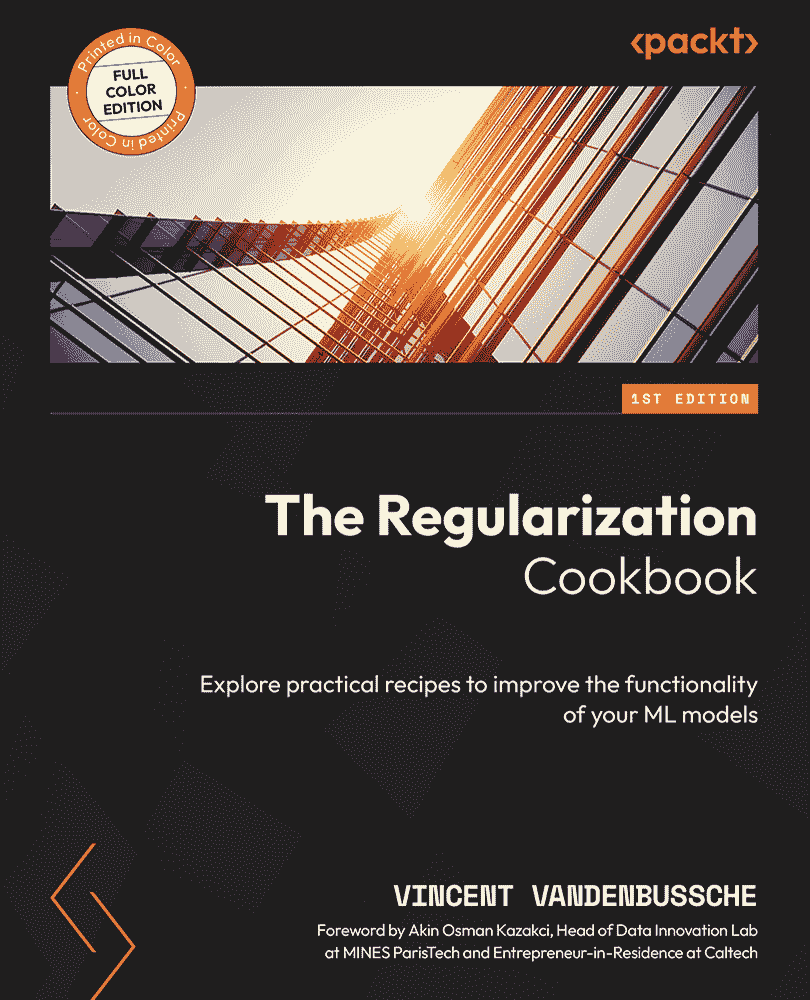 Printed in Color
FULL
COLOR
EDITION
Printed in Color
<packt>
1ST EDITION
The Regularization
Cookbook
Explore practical recipes to improve the functionality
of your ML models
VINCENT VANDENBUSSCHE
Foreword by Akin Osman Kazakci, Head of Data Innovation Lab
at MINES ParisTech and Entrepreneur-in-Residence at Caltech